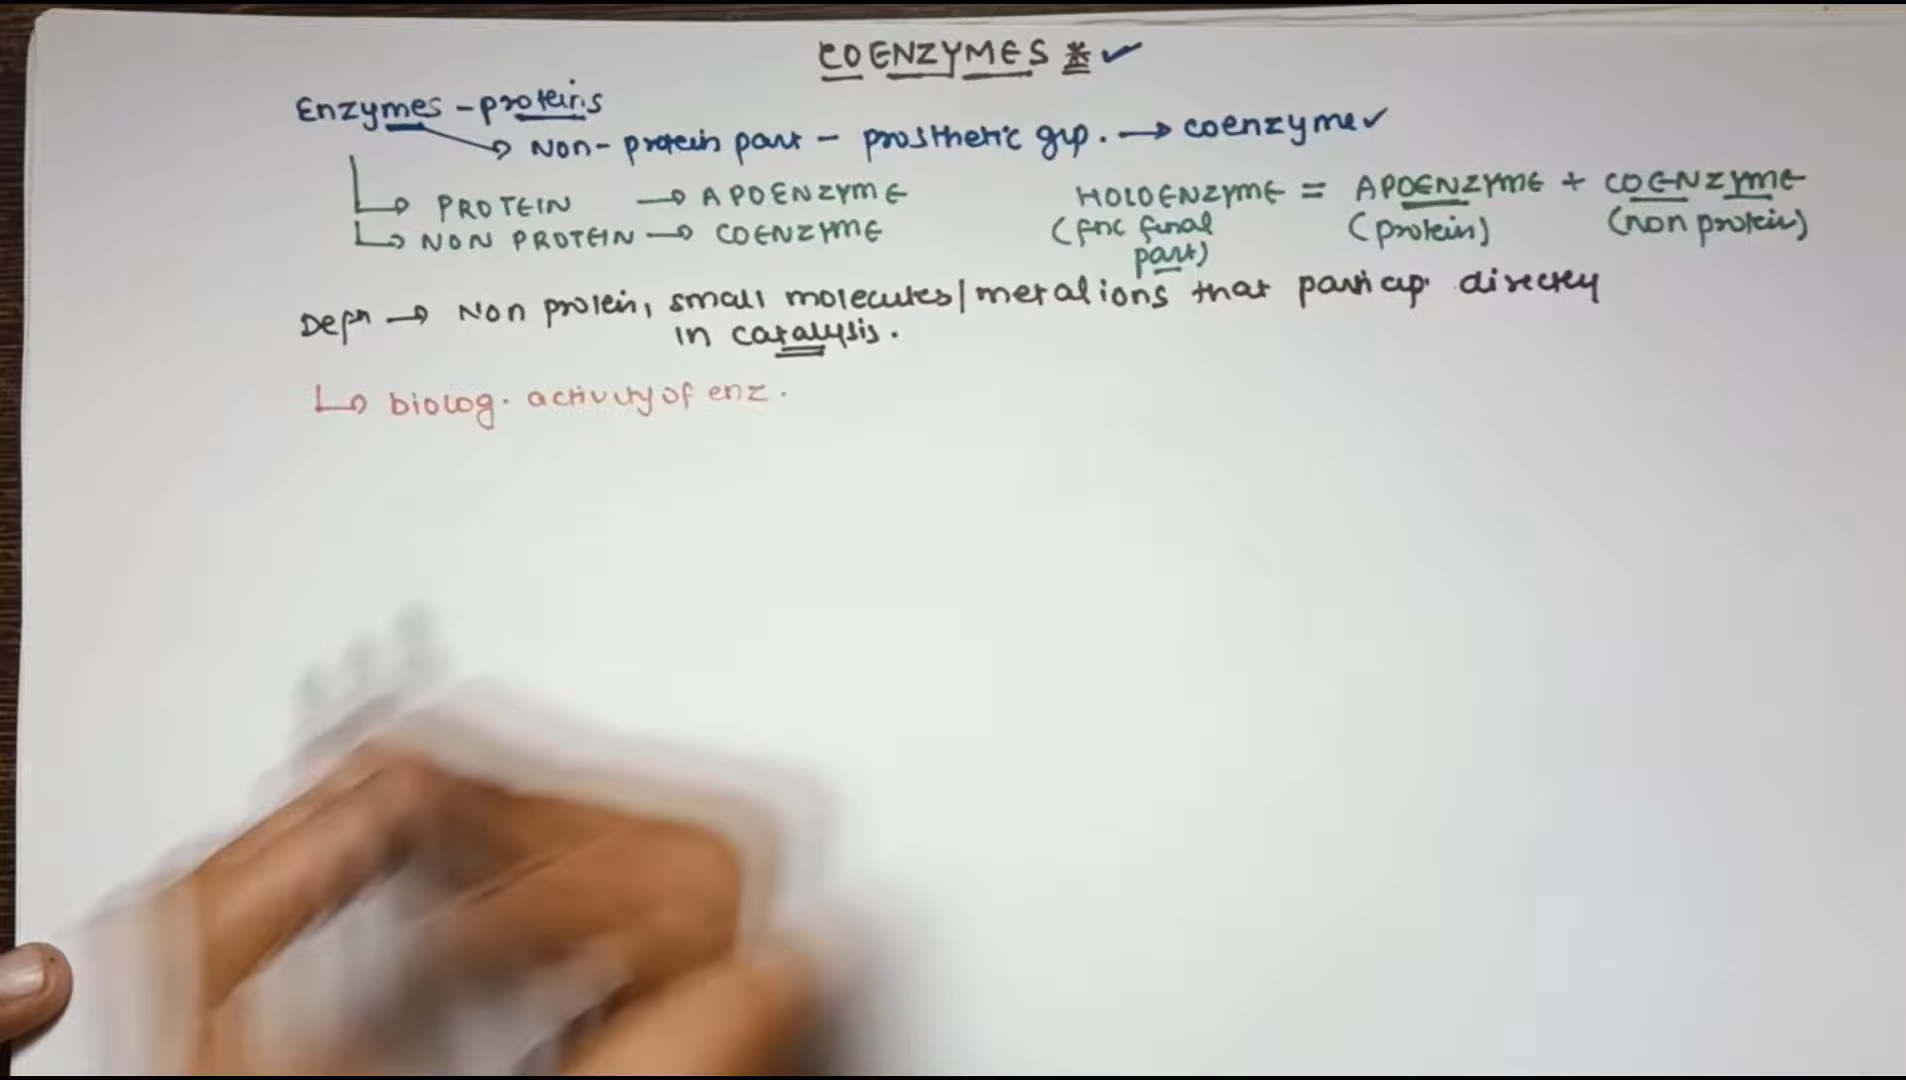 COENZYMES
Enzymes - proteins
Non-protein part - prosthetic grp. → coenzyme ✓
PROTEIN → APOENZYME
NON PROTEIN → COENZYME
HOLOENZYME = APOENZYME + COENZYME
(fnc final part) (protein) (non protein)
Defn → Non protein, small molecules/metal ions that particip. directly
in catalysis.
biolog. activity of enz.